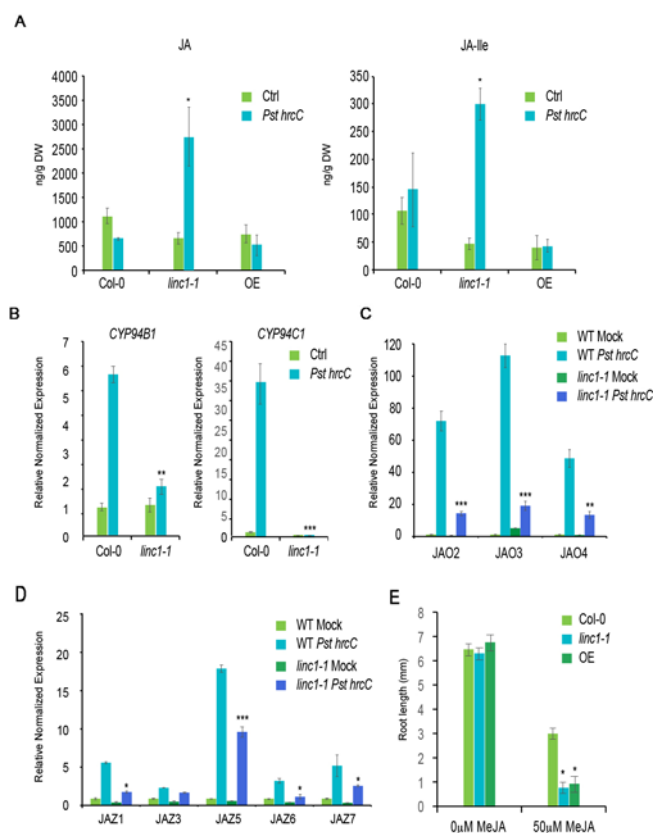 A
JA
JA-Ile
4000
3500
3000
2500
2000
1500
1000
500
0
ng/g DW
Ctrl
Pst hrcC
*
Col-0 linc1-1 OE
350
300
250
200
150
100
50
0
ng/g DW
Ctrl
Pst hrcC
*
Col-0 linc1-1 OE
B
CYP94B1
CYP94C1
7
6
5
4
3
2
1
0
Relative Normalized Expression
**
Col-0 linc1-1
45
40
35
30
25
20
15
10
5
0
Relative Normalized Expression
Ctrl
Pst hrcC
***
Col-0 linc1-1
C
WT Mock
WT Pst hrcC
linc1-1 Mock
linc1-1 Pst hrcC
120
100
80
60
40
20
0
Relative Normalized Expression
*** *** **
JAO2 JAO3 JAO4
D
WT Mock
WT Pst hrcC
linc1-1 Mock
linc1-1 Pst hrcC
25
20
15
10
5
0
Relative Normalized Expression
* *** * *
JAZ1 JAZ3 JAZ5 JAZ6 JAZ7
E
Col-0
linc1-1
OE
8
7
6
5
4
3
2
1
0
Root length (mm)
* *
0µM MeJA 50µM MeJA